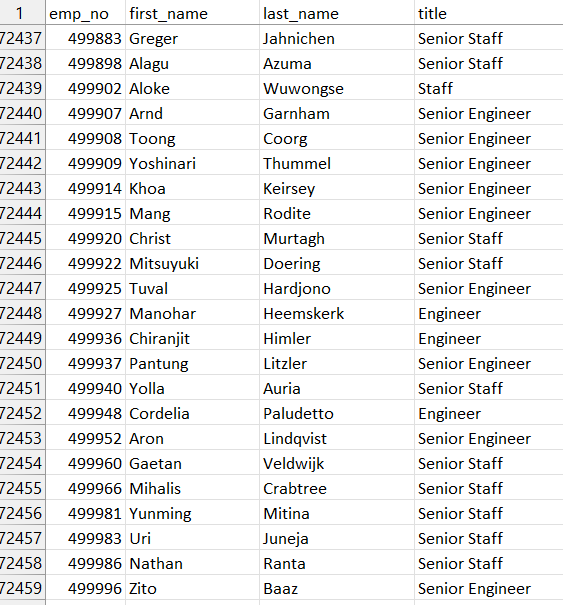 1 emp_no first_name last_name title
72437 499883 Greger Jahnichen Senior Staff
72438 499898 Alagu Azuma Senior Staff
72439 499902 Aloke Wuwongse Staff
72440 499907 Arnd Garnham Senior Engineer
72441 499908 Toong Coorg Senior Engineer
72442 499909 Yoshinari Thummel Senior Engineer
72443 499914 Khoa Keirsey Senior Engineer
72444 499915 Mang Rodite Senior Engineer
72445 499920 Christ Murtagh Senior Staff
72446 499922 Mitsuyuki Doering Senior Staff
72447 499925 Tuval Hardjono Senior Engineer
72448 499927 Manohar Heemskerk Engineer
72449 499936 Chiranjit Himler Engineer
72450 499937 Pantung Litzler Senior Engineer
72451 499940 Yolla Auria Senior Staff
72452 499948 Cordelia Paludetto Engineer
72453 499952 Aron Lindqvist Senior Engineer
72454 499960 Gaetan Veldwijk Senior Staff
72455 499966 Mihalis Crabtree Senior Staff
72456 499981 Yunming Mitina Senior Staff
72457 499983 Uri Juneja Senior Staff
72458 499986 Nathan Ranta Senior Staff
72459 499996 Zito Baaz Senior Engineer